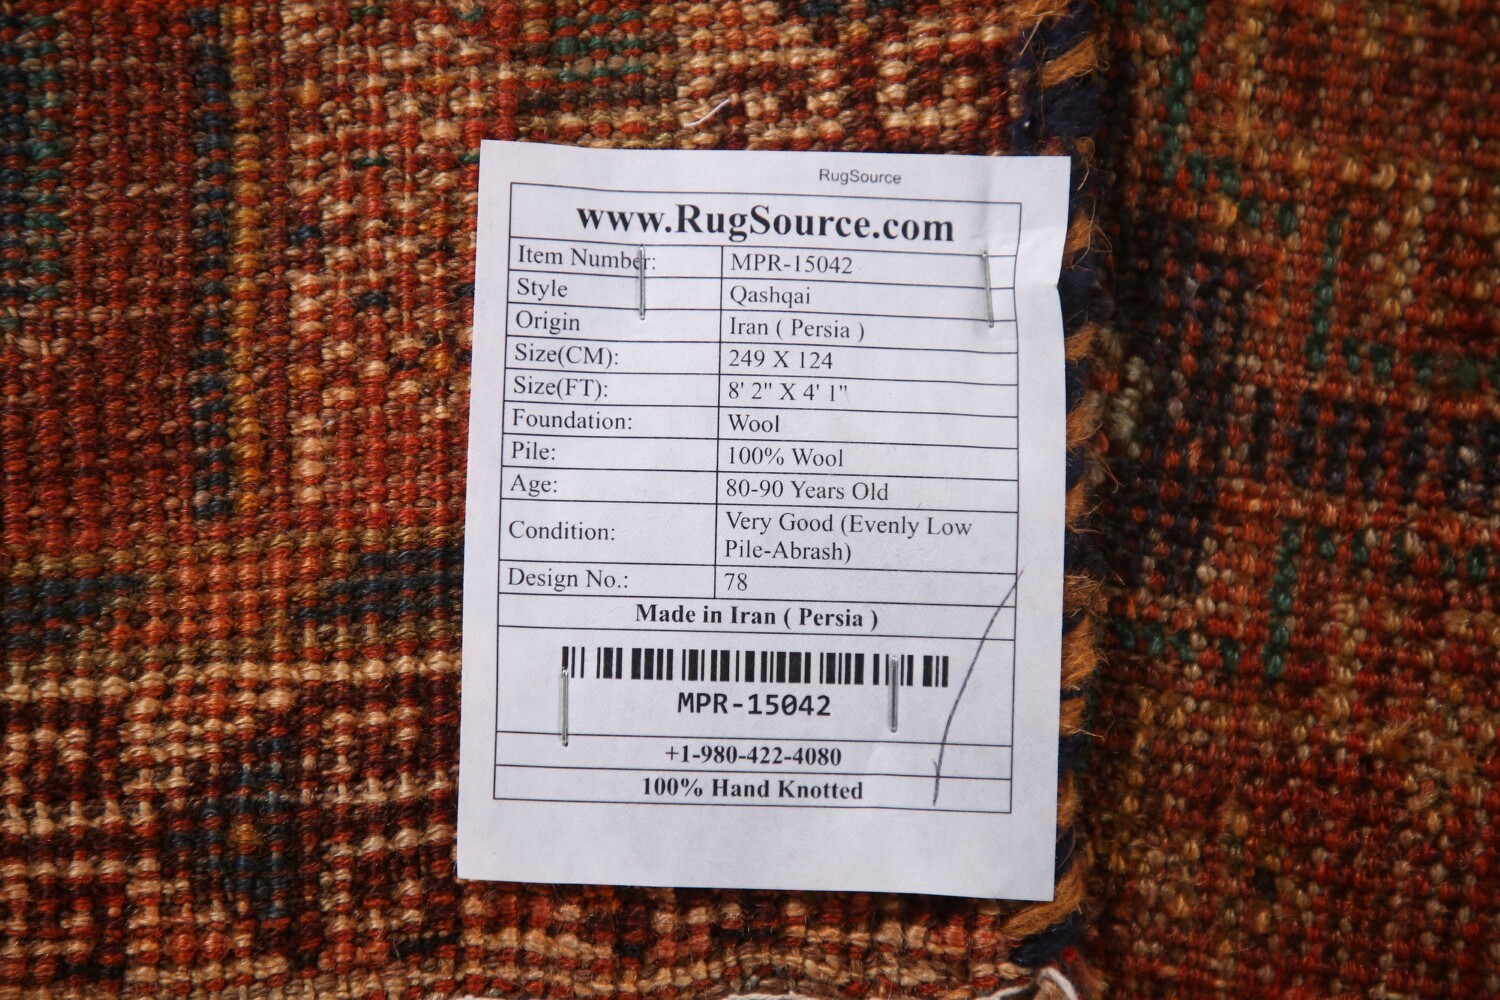 RugSource
www.RugSource.com
Item Number: MPR-15042
Style Qashqai
Origin Iran ( Persia )
Size(CM): 249 X 124
Size(FT): 8' 2" X 4' 1"
Foundation: Wool
Pile: 100% Wool
Age: 80-90 Years Old
Condition: Very Good (Evenly Low
Pile-Abrash)
Design No.: 78
Made in Iran ( Persia )
MPR-15042
+1-980-422-4080
100% Hand Knotted